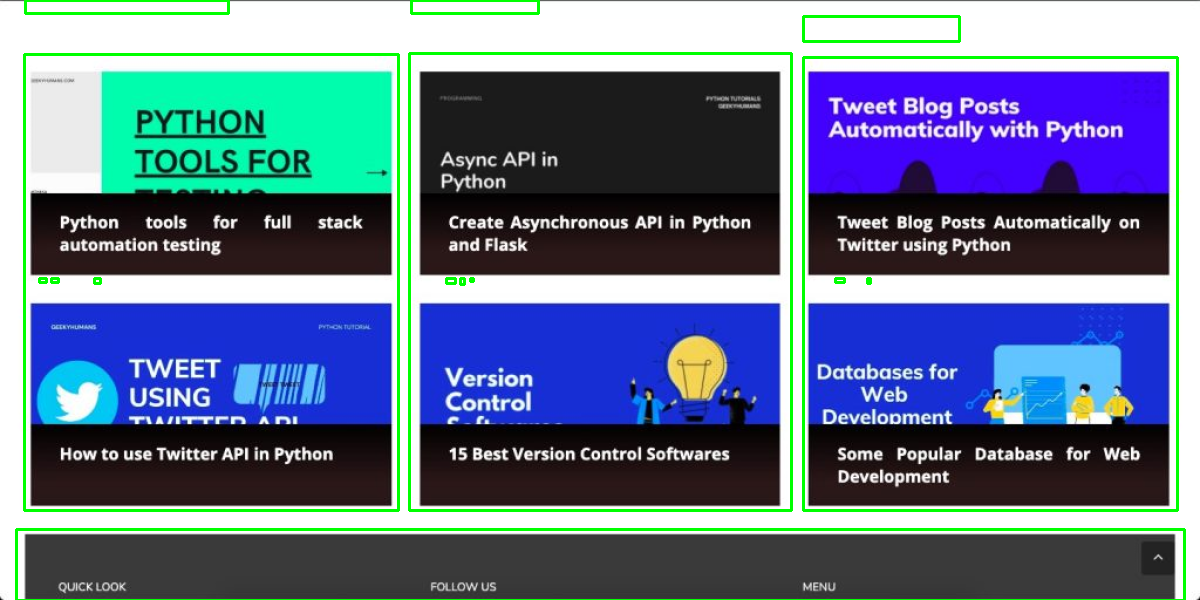 GEEKYHUMANS.COM
PYTHON
TOOLS FOR
TESTING
Python tools for full stack
automation testing
PROGRAMMING
PYTHON TUTORIALS
GEEKYHUMANS
Async API in
Python
Create Asynchronous API in Python
and Flask
Tweet Blog Posts
Automatically with Python
Tweet Blog Posts Automatically on
Twitter using Python
GEEKYHUMANS
PYTHON TUTORIAL
TWEET
USING
TWITTER API
TWEET TWEET
How to use Twitter API in Python
Version
Control
Softwares
15 Best Version Control Softwares
Databases for
Web
Development
Some Popular Database for Web
Development
QUICK LOOK
FOLLOW US
MENU